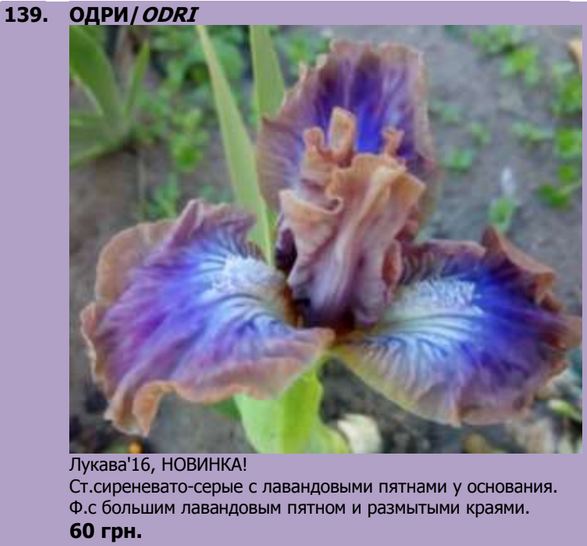 139. ОДРИ/ODRI
Лукава'16, НОВИНКА!
Ст.сиреневато-серые с лавандовыми пятнами у основания.
Ф.с большим лавандовым пятном и размытыми краями.
60 грн.